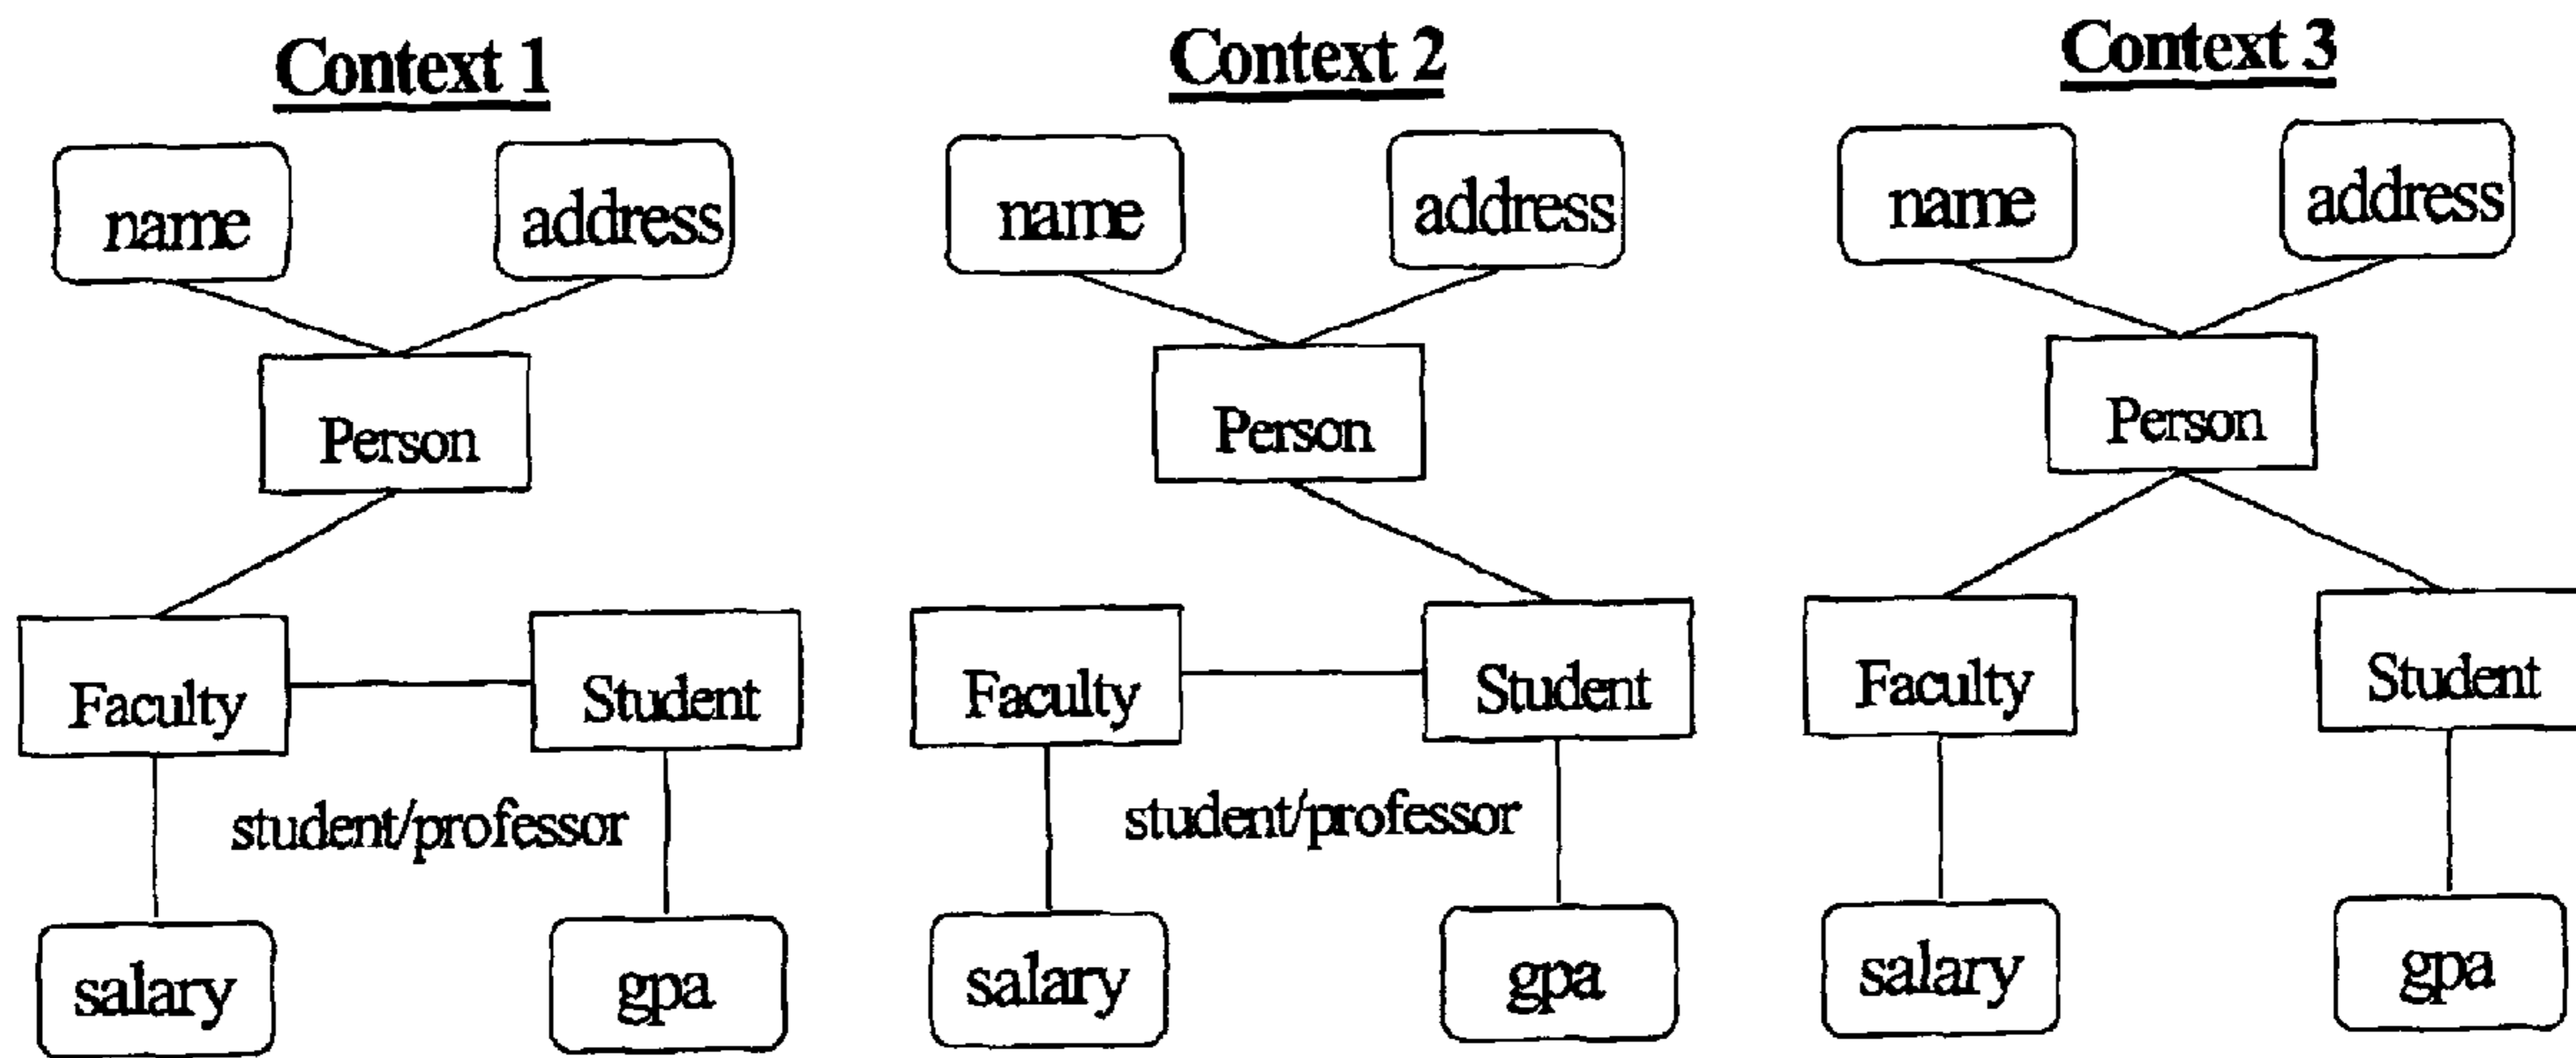 Context 1
name
address
Person
Faculty
Student
student/professor
salary
gpa
Context 2
name
address
Person
Faculty
Student
student/professor
salary
gpa
Context 3
name
address
Person
Faculty
Student
salary
gpa